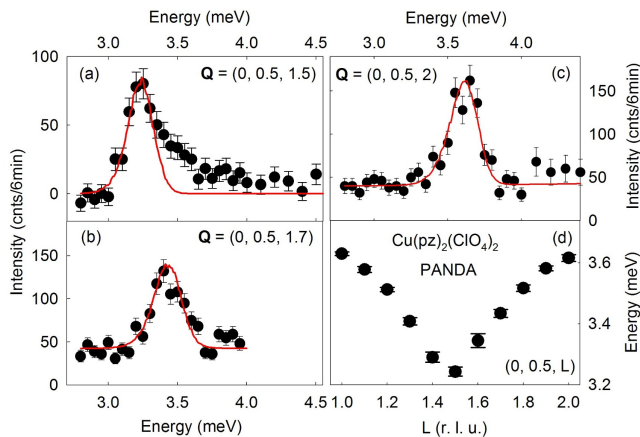 Energy (meV)
3.0 3.5 4.0 4.5
Energy (meV)
3.0 3.5 4.0
100
50
0
Intensity (cnts/6min)
(a)
Q = (0, 0.5, 1.5)
Q = (0, 0.5, 2)
(c)
150
100
50
0
Intensity (cnts/6min)
(b)
Q = (0, 0.5, 1.7)
150
100
50
0
3.0 3.5 4.0 4.5
Energy (meV)
Cu(pz)₂(ClO₄)₂
(d)
PANDA
(0, 0.5, L)
3.6
3.4
3.2
Energy (meV)
1.0 1.2 1.4 1.6 1.8 2.0
L (r. l. u.)